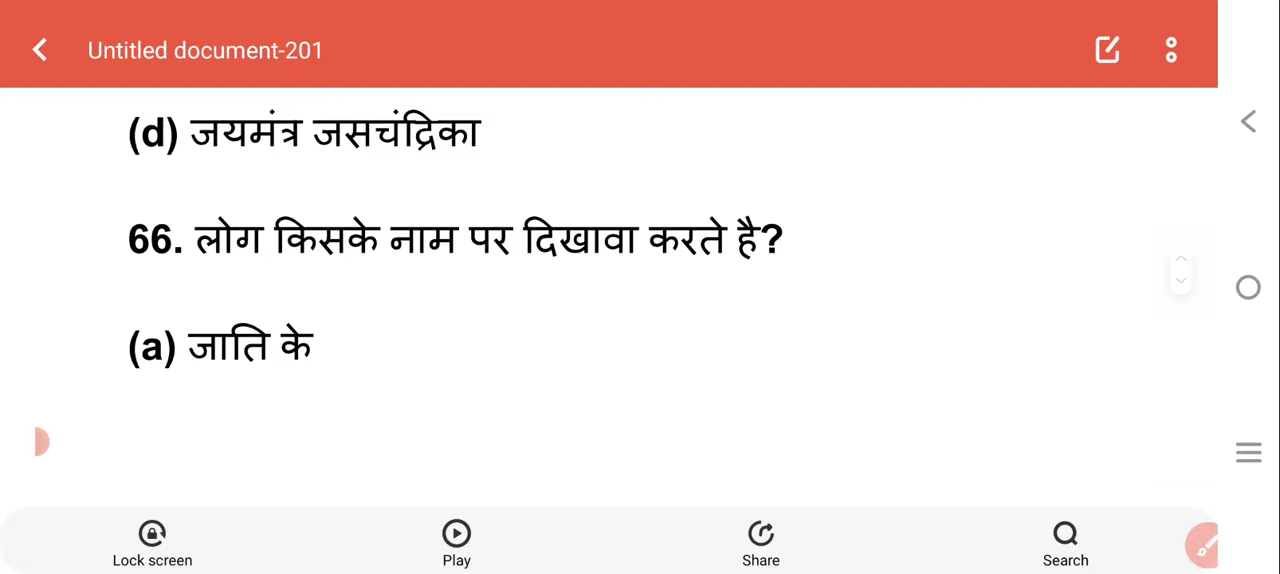 Untitled document-201
(d) जयमंत्र जसचंद्रिका
66. लोग किसके नाम पर दिखावा करते है?
(a) जाति के
Lock screen
Play
Share
Search